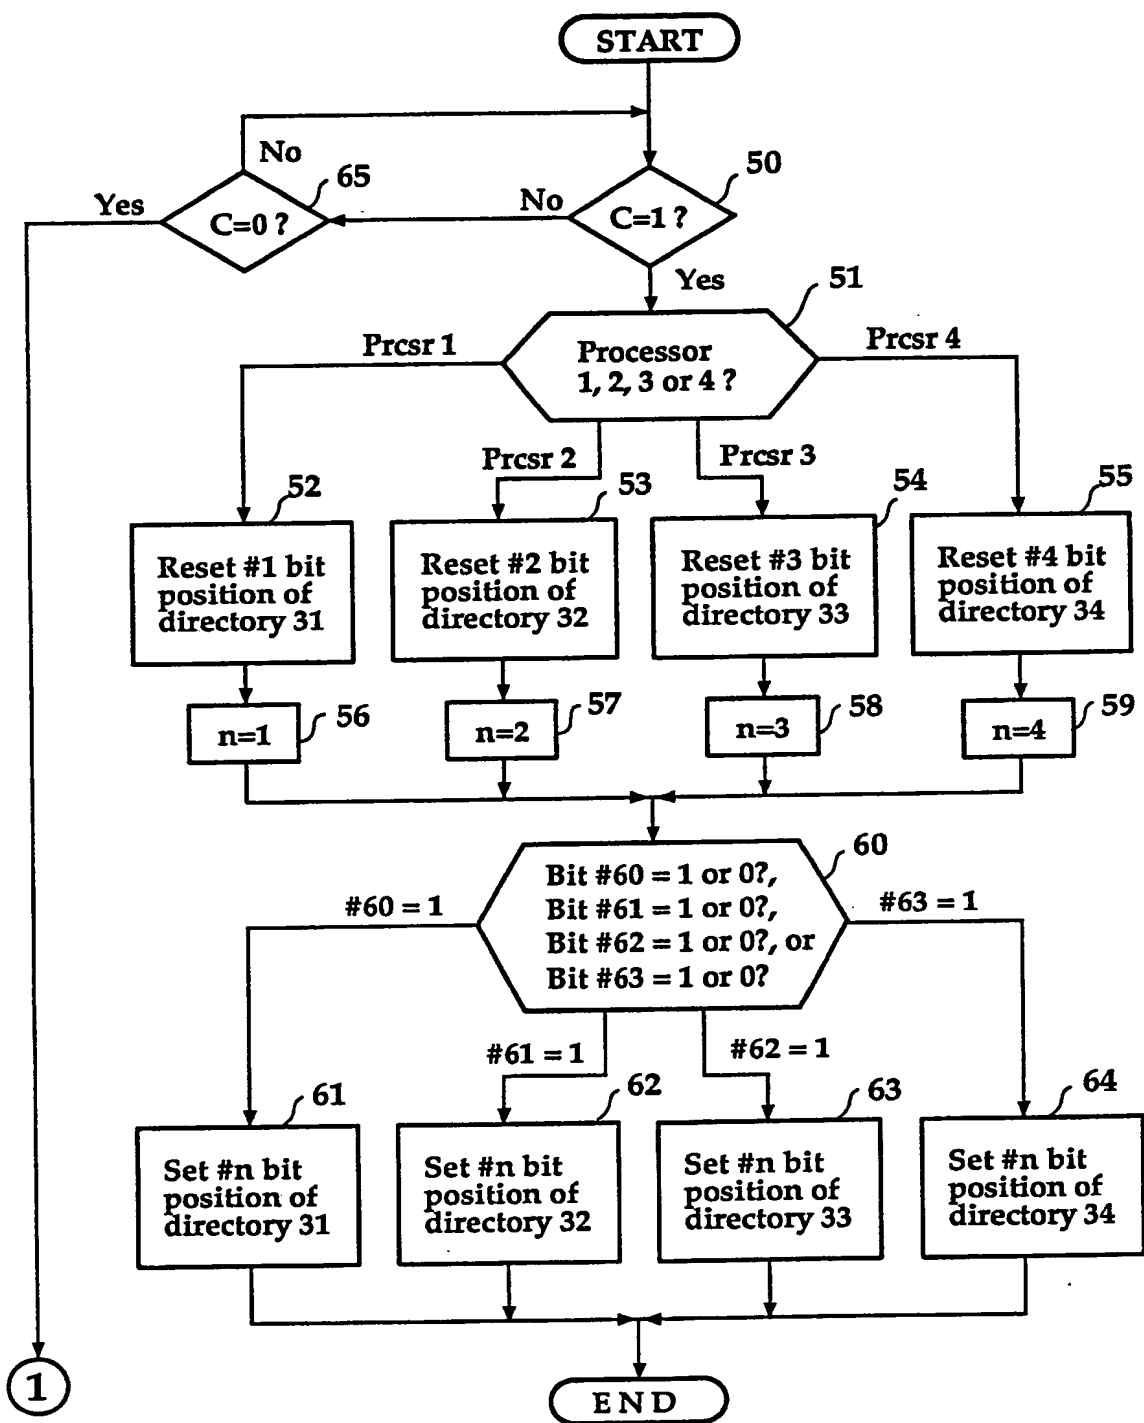 START
No
65
50
Yes
C=0 ?
No
C=1 ?
Yes
51
Prcsr 1
Processor
1, 2, 3 or 4 ?
Prcsr 4
Prcsr 2
Prcsr 3
52
53
54
55
Reset #1 bit
position of
directory 31
Reset #2 bit
position of
directory 32
Reset #3 bit
position of
directory 33
Reset #4 bit
position of
directory 34
n=1
56
n=2
57
n=3
58
n=4
59
60
Bit #60 = 1 or 0?,
Bit #61 = 1 or 0?,
Bit #62 = 1 or 0?, or
Bit #63 = 1 or 0?
#60 = 1
#63 = 1
#61 = 1
#62 = 1
61
62
63
64
Set #n bit
position of
directory 31
Set #n bit
position of
directory 32
Set #n bit
position of
directory 33
Set #n bit
position of
directory 34
1
E N D